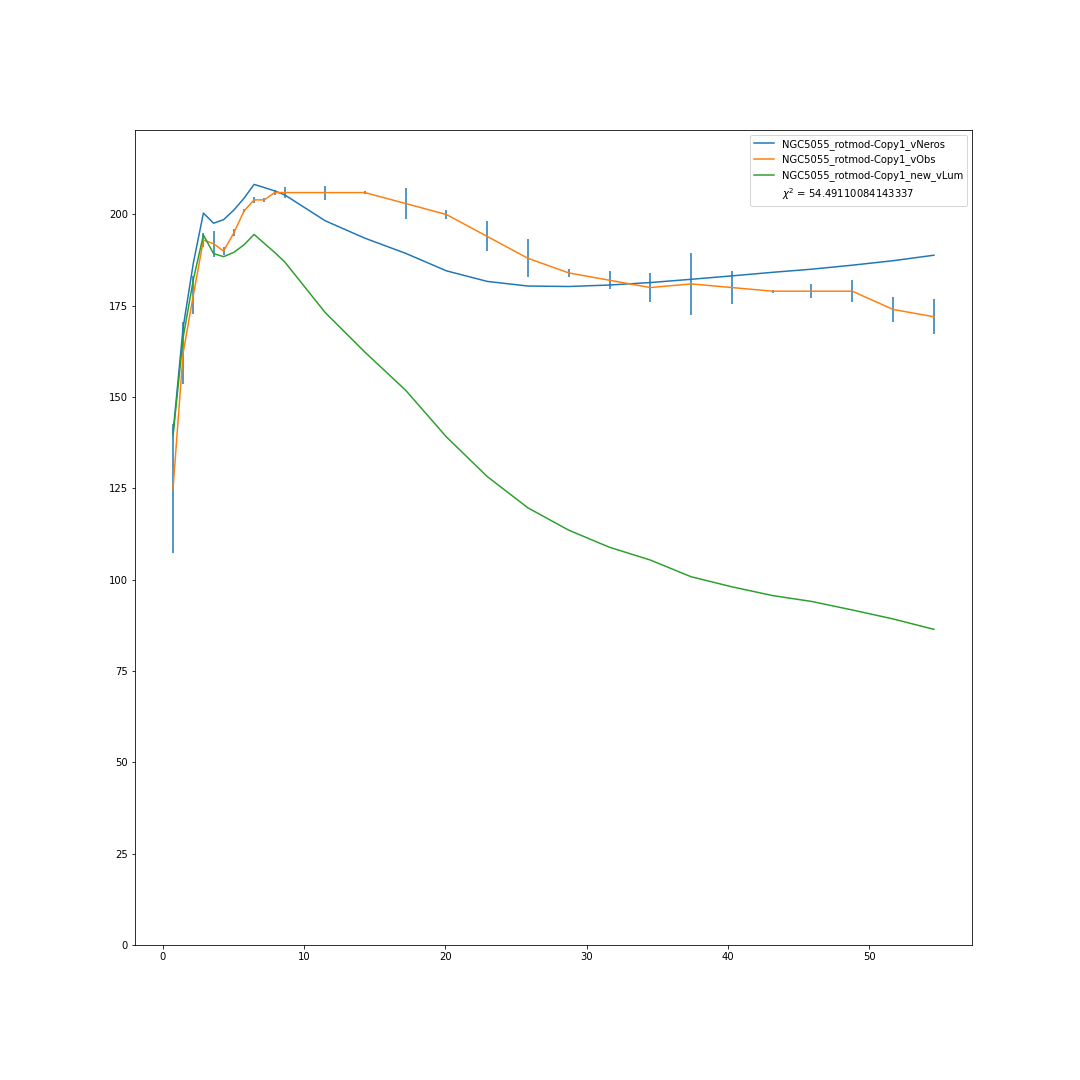 NGC5055_rotmod-Copy1_vNeros
NGC5055_rotmod-Copy1_vObs
NGC5055_rotmod-Copy1_new_vLum
χ² = 54.49110084143337
200
175
150
125
100
75
50
25
0
0 10 20 30 40 50